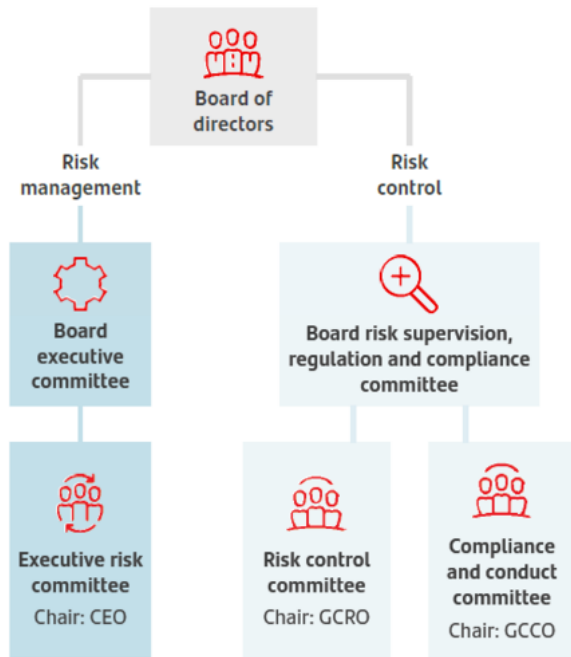 Board of
directors
Risk
management
Risk
control
Board
executive
committee
Board risk supervision,
regulation and compliance
committee
Executive risk
committee
Chair: CEO
Risk control
committee
Chair: GCRO
Compliance
and conduct
committee
Chair: GCCO